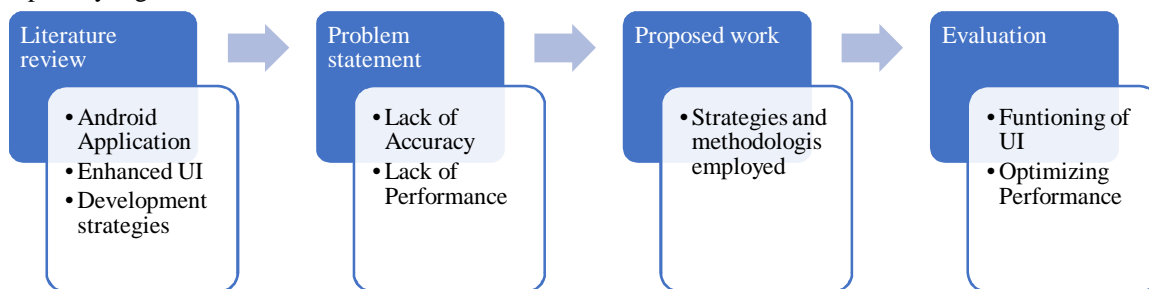 Literature
review
• Android
Application
• Enhanced UI
• Development
strategies
Problem
statement
• Lack of
Accuracy
• Lack of
Performance
Proposed work
• Strategies and
methodologis
employed
Evaluation
• Funtioning of
UI
• Optimizing
Performance